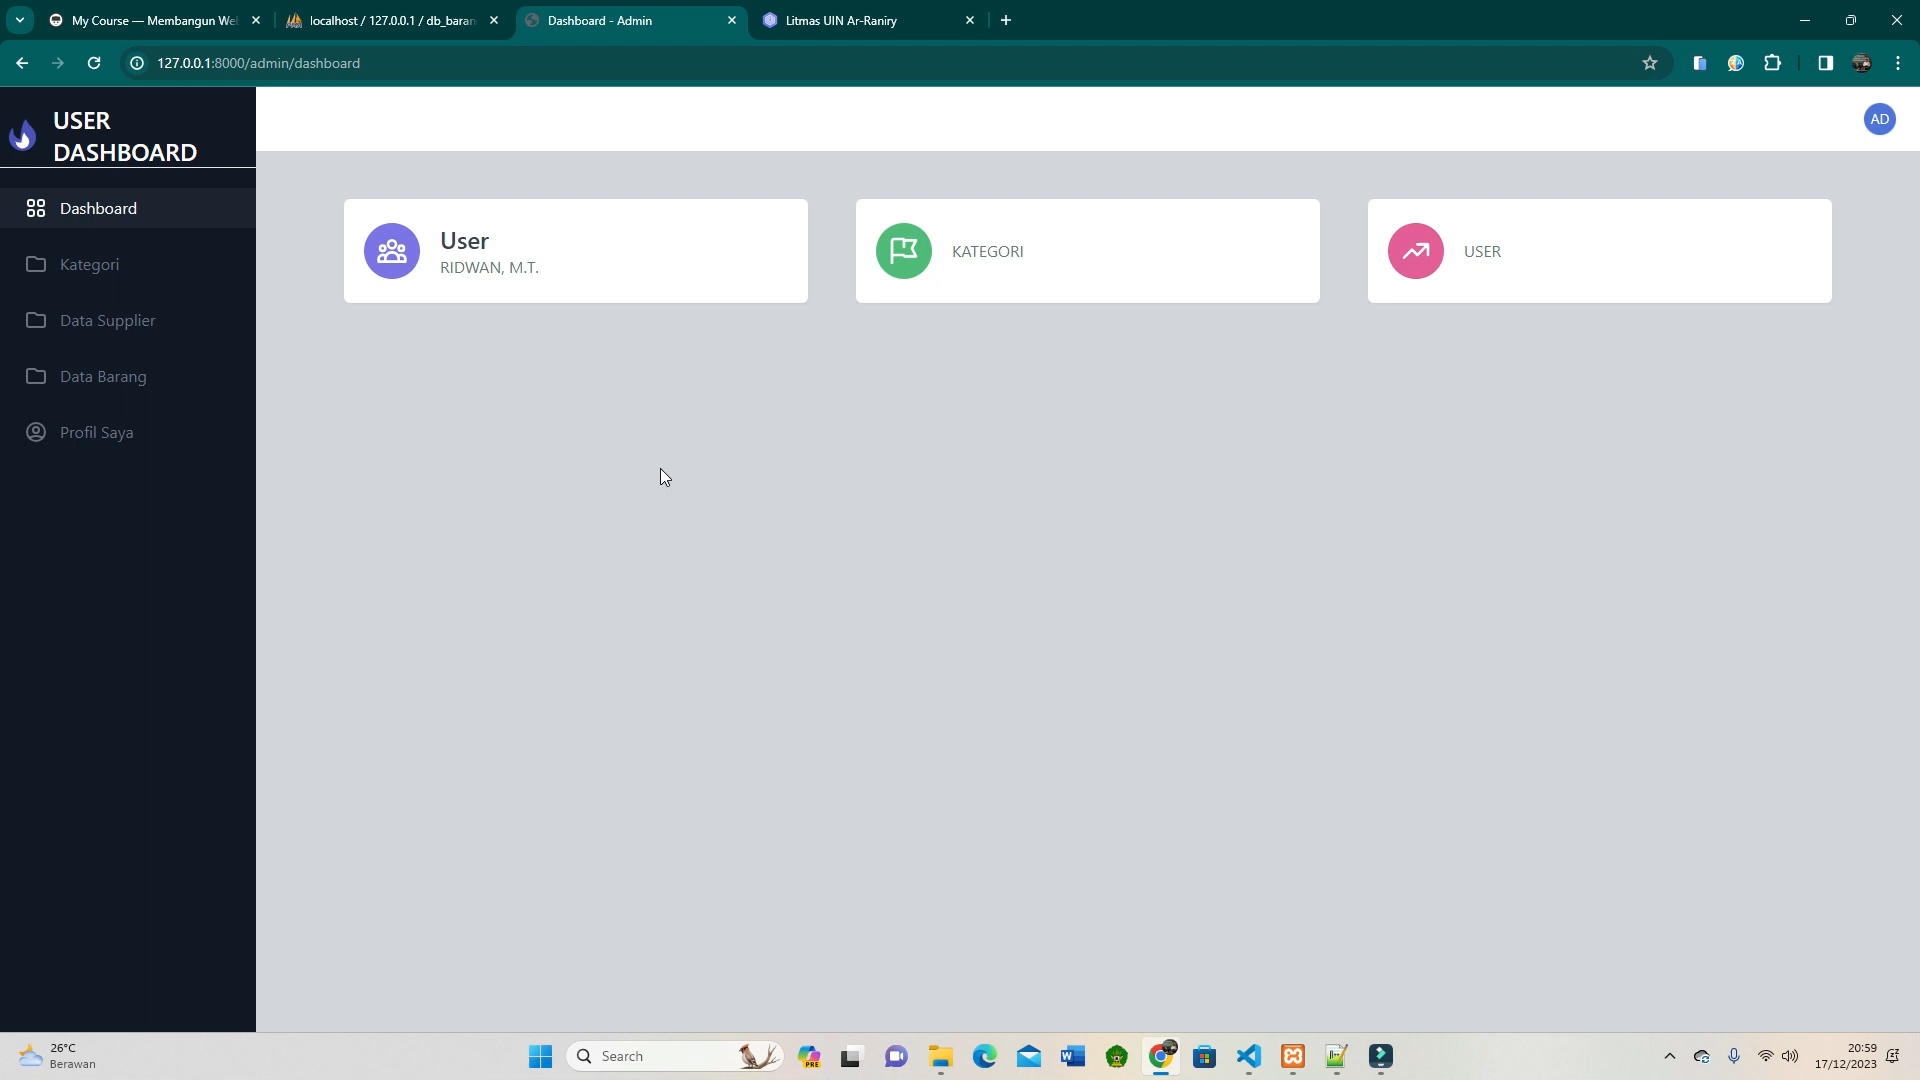 My Course — Membangun Web
localhost / 127.0.0.1 / db_baran
Dashboard - Admin
Litmas UIN Ar-Raniry
127.0.0.1:8000/admin/dashboard
USER
DASHBOARD
AD
Dashboard
Kategori
Data Supplier
Data Barang
Profil Saya
User
RIDWAN, M.T.
KATEGORI
USER
26°C
Berawan
Search
PRE
20:59
17/12/2023